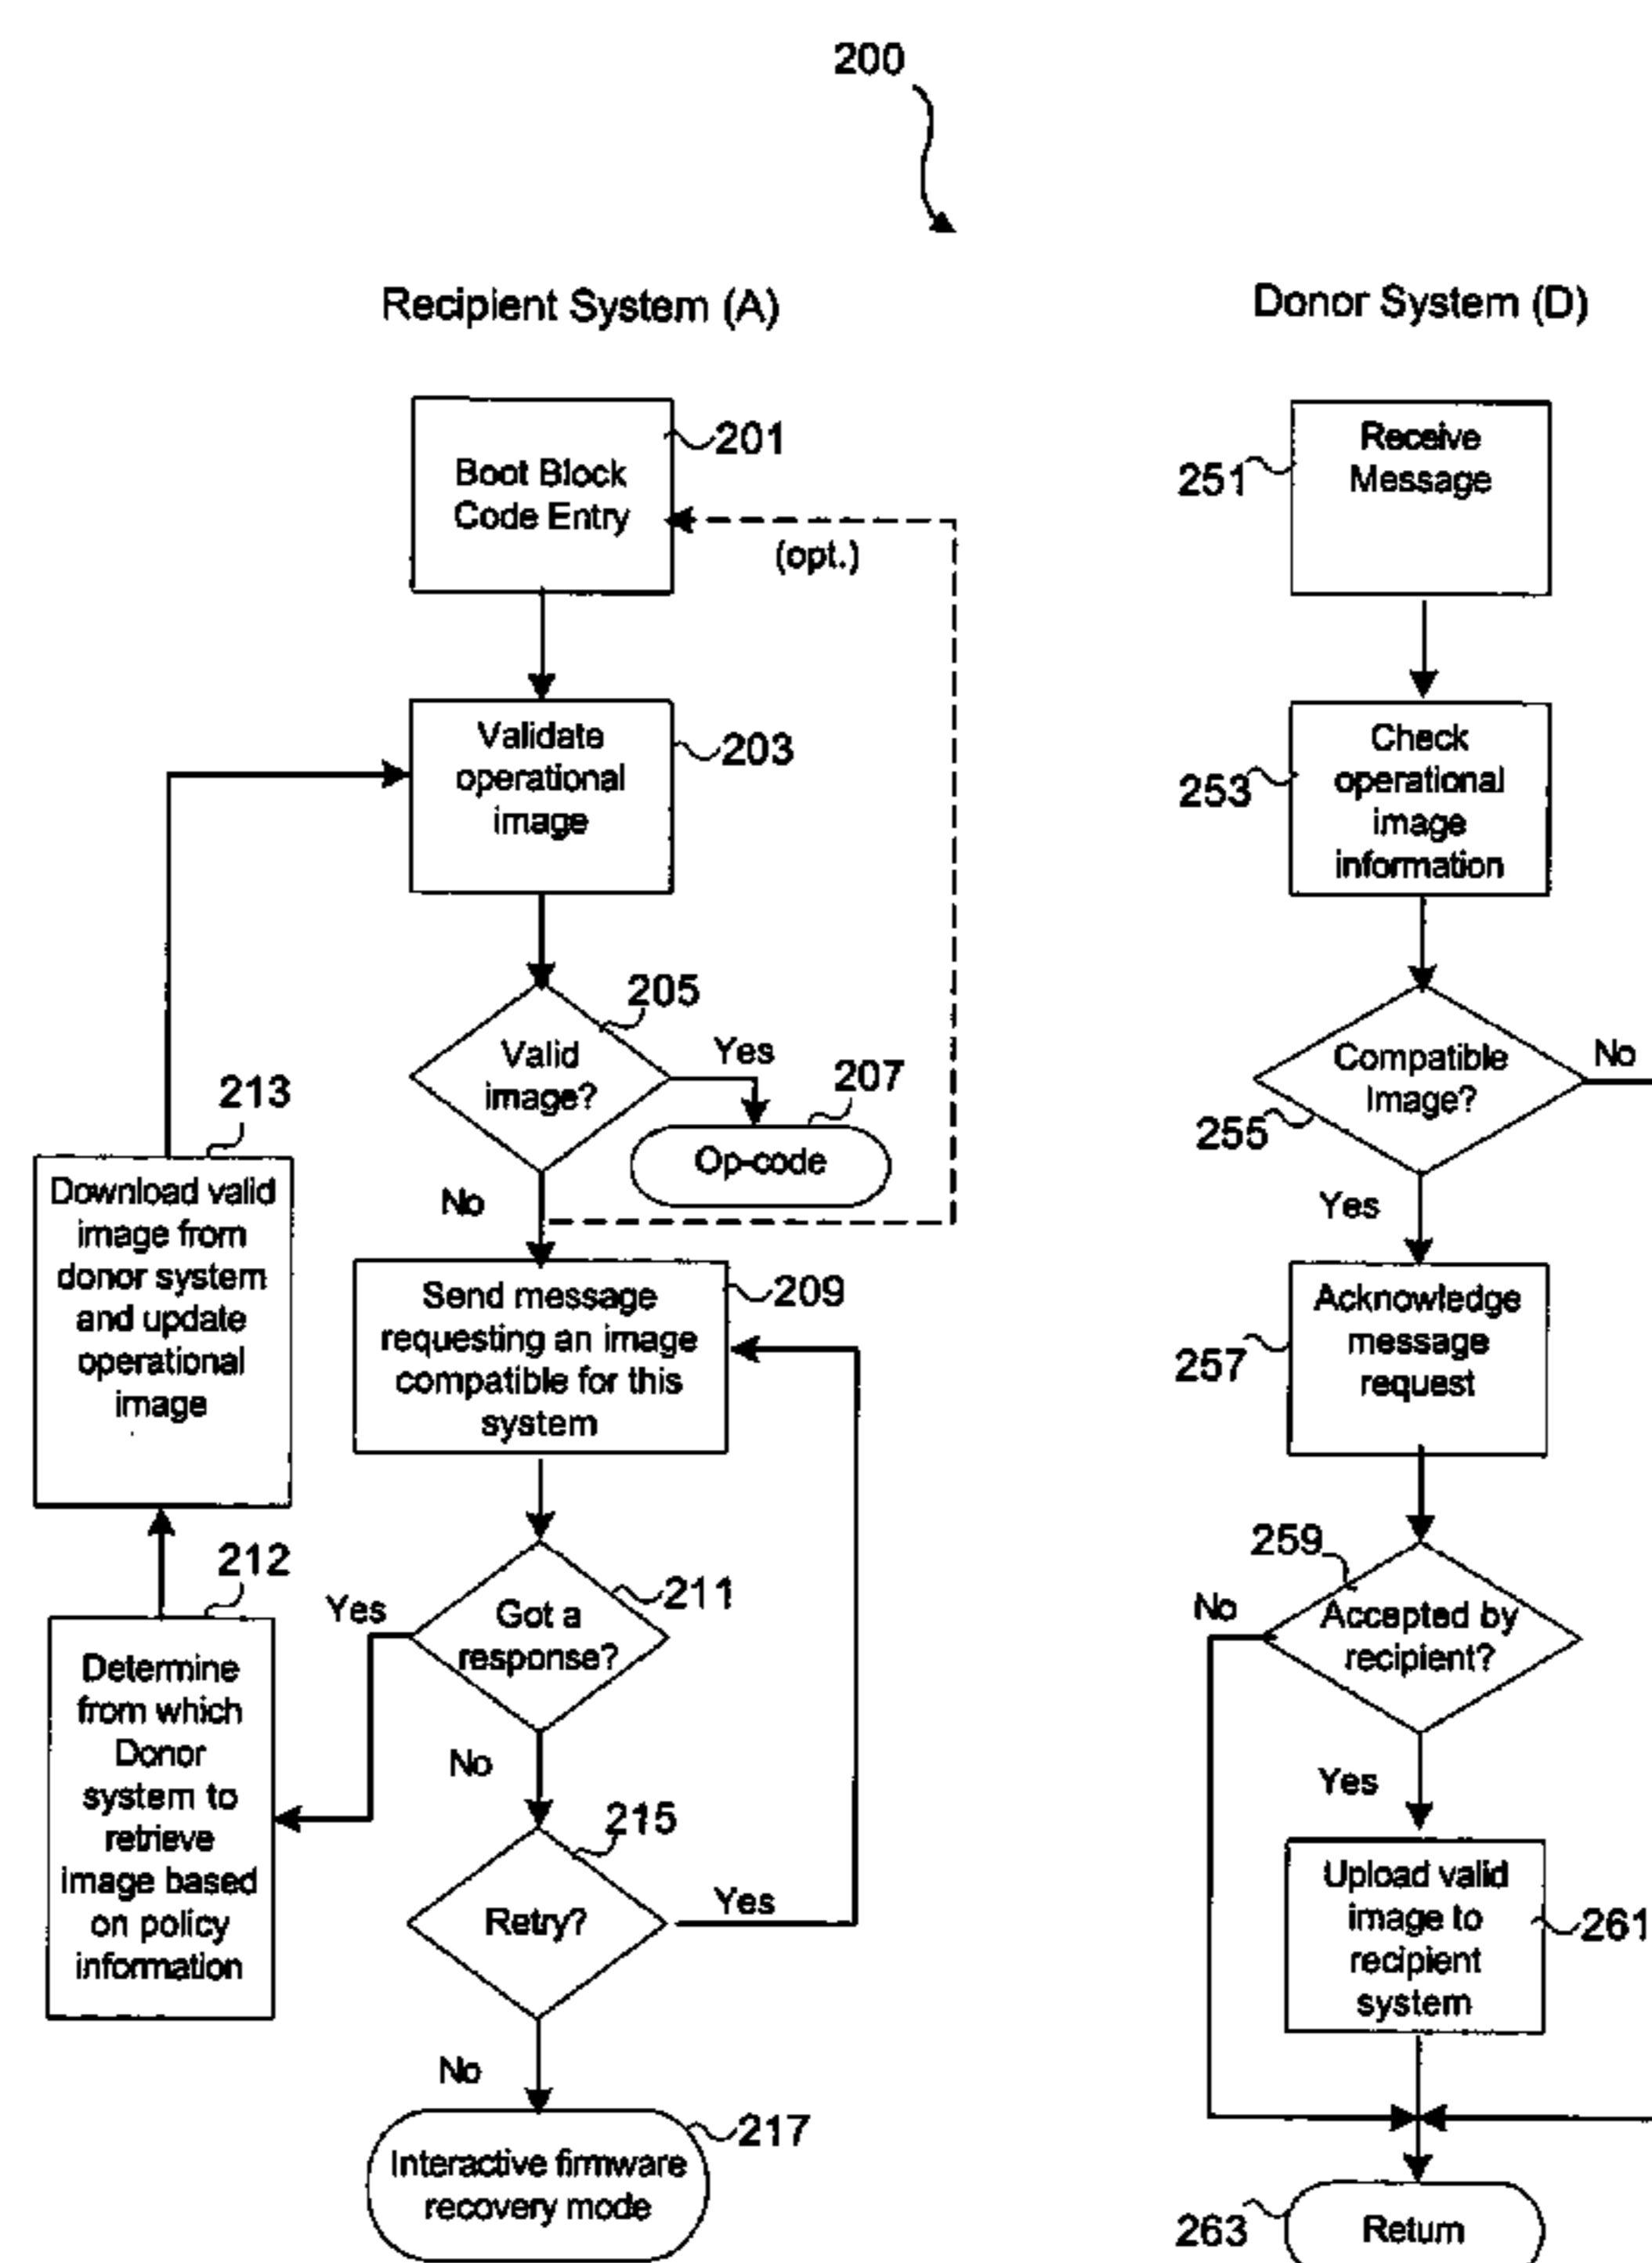 200
Recipient System (A)
Donor System (D)
Boot Block
Code Entry
201
(opt.)
Validate
operational
image
203
Valid
image?
205
Yes
207
Op-code
No
213
Download valid
image from
donor system
and update
operational
image
Send message
requesting an image
compatible for this
system
209
212
Determine
from which
Donor
system to
retrieve
image based
on policy
information
Yes
Got a
response?
211
No
215
Retry?
Yes
No
Interactive firmware
recovery mode
217
Receive
Message
251
Check
operational
image
information
253
Compatible
Image?
No
255
Yes
Acknowledge
message
request
257
259
No
Accepted by
recipient?
Yes
Upload valid
image to
recipient
system
261
263
Return